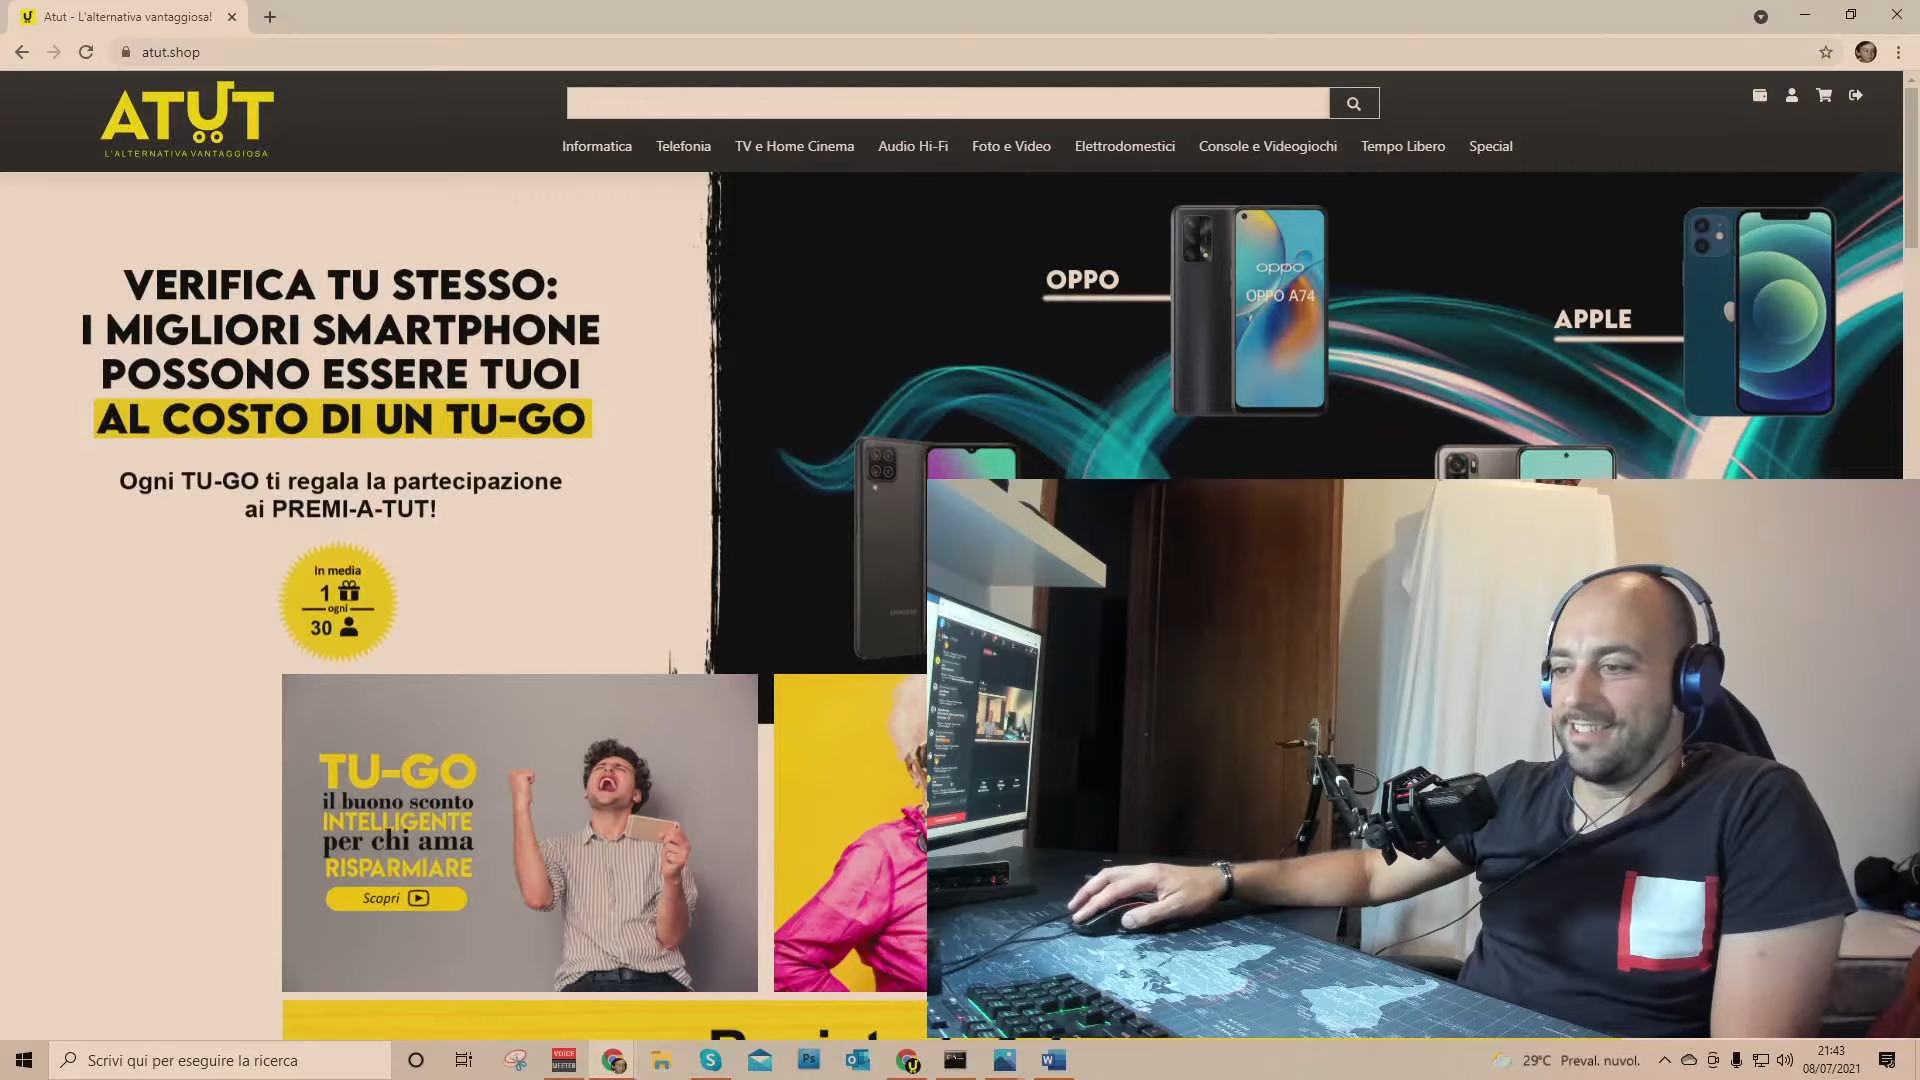 Atut - L'alternativa vantaggiosa!
atut.shop
ATUT
L'ALTERNATIVA VANTAGGIOSA
Informatica Telefonia TV e Home Cinema Audio Hi-Fi Foto e Video Elettrodomestici Console e Videogiochi Tempo Libero Special
VERIFICA TU STESSO:
I MIGLIORI SMARTPHONE
POSSONO ESSERE TUOI
AL COSTO DI UN TU-GO
Ogni TU-GO ti regala la partecipazione
ai PREMI-A-TUT!
In media
1
ogni
30
OPPO
oppo
OPPO A74
APPLE
SAMSUNG
TU-GO
il buono sconto
INTELLIGENTE
per chi ama
RISPARMIARE
Scopri
Scrivi qui per eseguire la ricerca
VOICE
MEETER
29°C Preval. nuvol.
21:43
08/07/2021